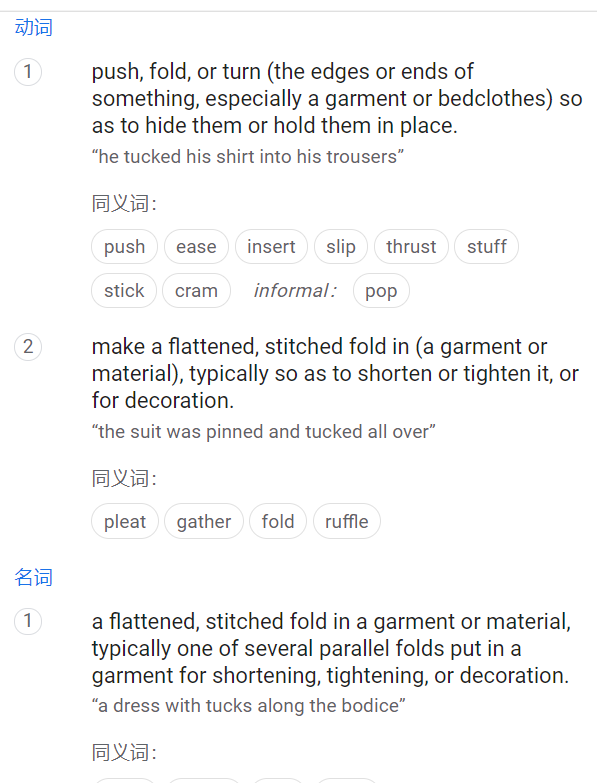 动词
1
push, fold, or turn (the edges or ends of
something, especially a garment or bedclothes) so
as to hide them or hold them in place.
“he tucked his shirt into his trousers”
同义词：
push ease insert slip thrust stuff
stick cram informal: pop
2
make a flattened, stitched fold in (a garment or
material), typically so as to shorten or tighten it, or
for decoration.
“the suit was pinned and tucked all over”
同义词：
pleat gather fold ruffle
名词
1
a flattened, stitched fold in a garment or material,
typically one of several parallel folds put in a
garment for shortening, tightening, or decoration.
“a dress with tucks along the bodice”
同义词：